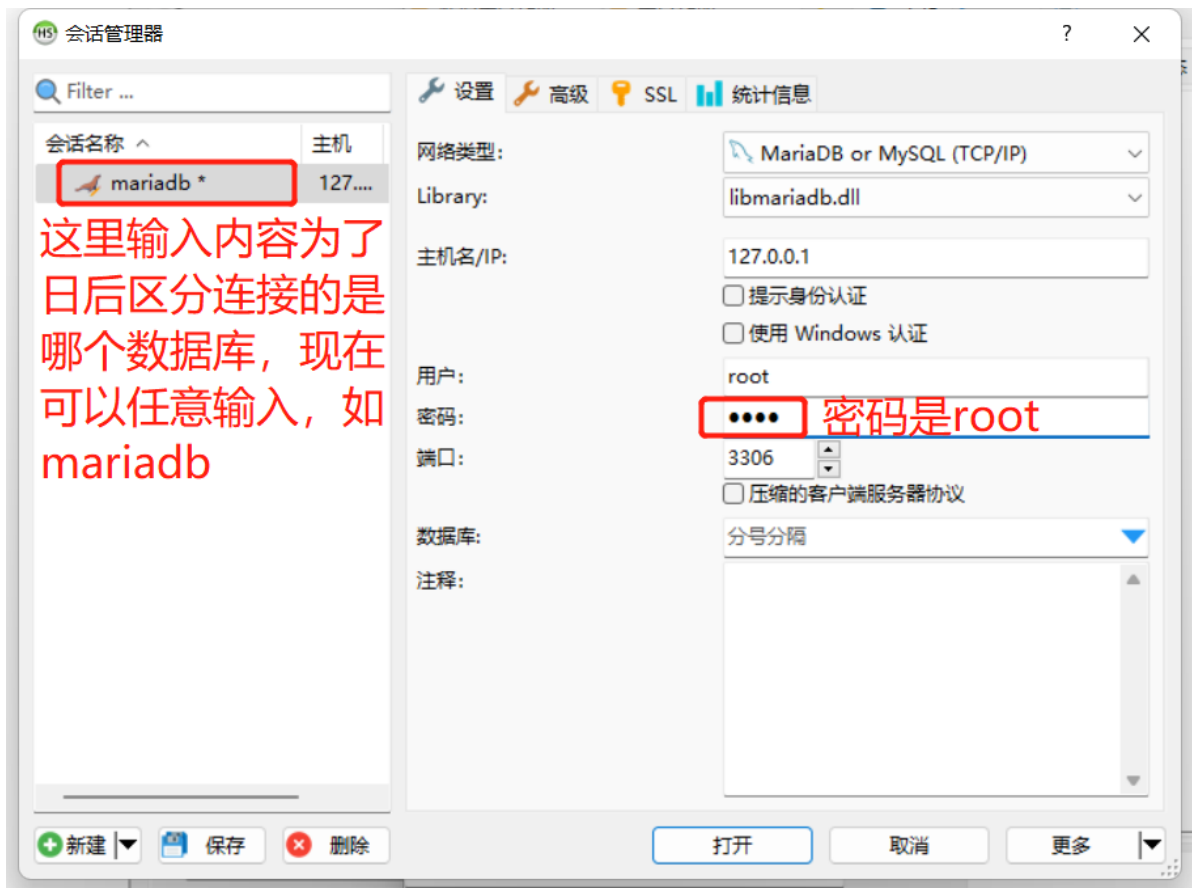 HS 会话管理器 ?
Filter ...
设置 高级 SSL 统计信息
会话名称 主机
mariadb * 127....
这里输入内容为了
日后区分连接的是
哪个数据库，现在
可以任意输入，如
mariadb
网络类型: MariaDB or MySQL (TCP/IP)
Library: libmariadb.dll
主机名/IP: 127.0.0.1
提示身份认证
使用 Windows 认证
用户: root
密码: •••• 密码是root
端口: 3306
压缩的客户端服务器协议
数据库: 分号分隔
注释:
新建 保存 删除 打开 取消 更多